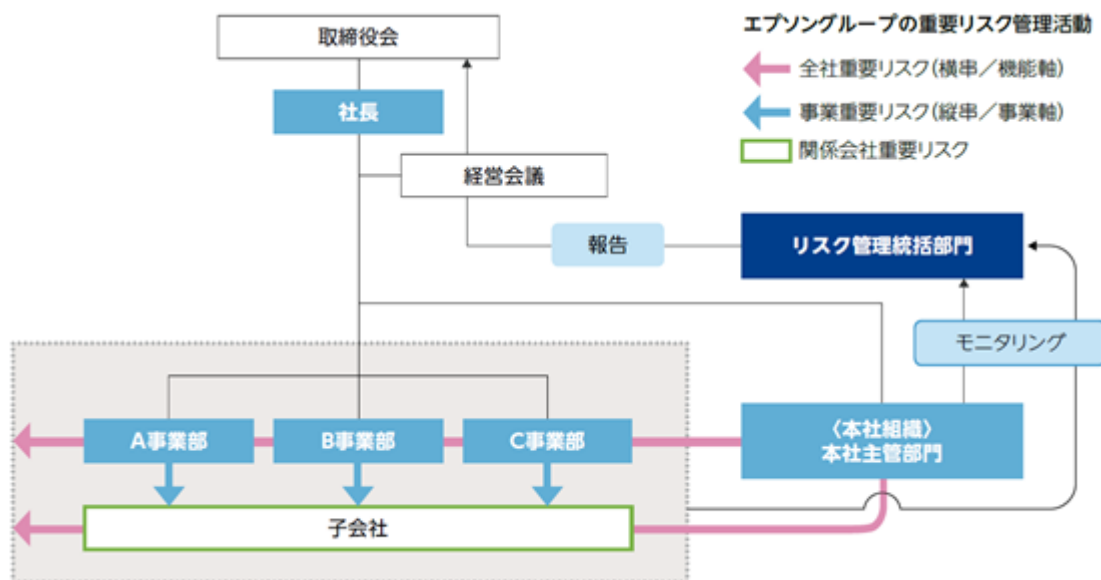 取締役会
エプソングループの重要リスク管理活動
全社重要リスク(横串／機能軸)
社長
事業重要リスク(縦串／事業軸)
関係会社重要リスク
経営会議
報告
リスク管理統括部門
モニタリング
A事業部
B事業部
C事業部
〈本社組織〉
本社主管部門
子会社